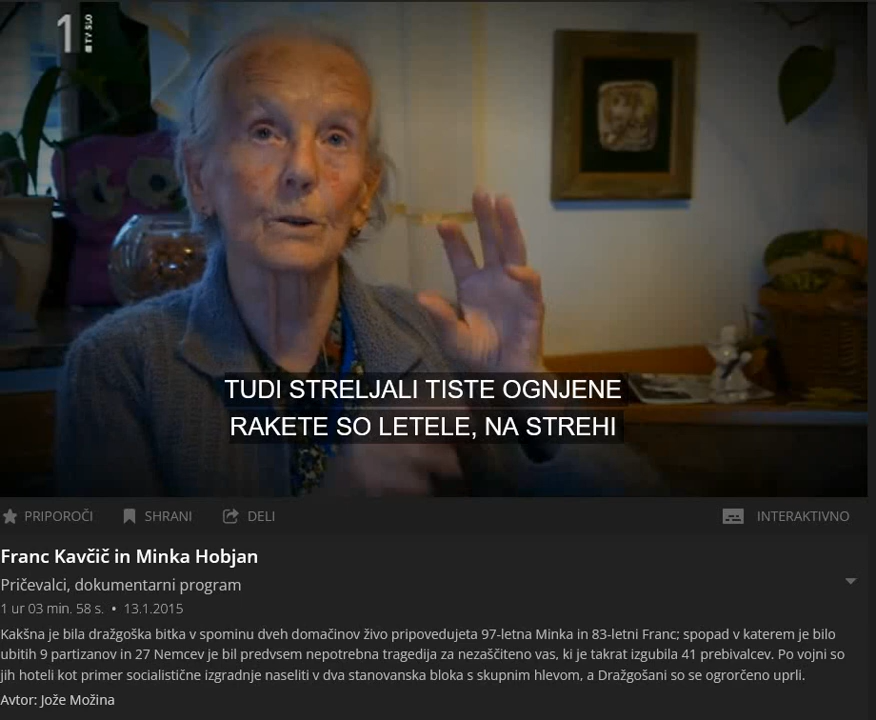 1
TV SLO
TUDI STRELJALI TISTE OGNJENE
RAKETE SO LETELE, NA STREHI
PRIPOROČI SHRANI DELI INTERAKTIVNO
Franc Kavčič in Minka Hobjan
Pričevalci, dokumentarni program
1 ur 03 min. 58 s. • 13.1.2015
Kakšna je bila dražgoška bitka v spominu dveh domačinov živo pripovedujeta 97-letna Minka in 83-letni Franc; spopad v katerem je bilo
ubitih 9 partizanov in 27 Nemcev je bil predvsem nepotrebna tragedija za nezaščiteno vas, ki je takrat izgubila 41 prebivalcev. Po vojni so
jih hoteli kot primer socialistične izgradnje naseliti v dva stanovanska bloka s skupnim hlevom, a Dražgošani so se ogrorčeno uprli.
Avtor: Jože Možina